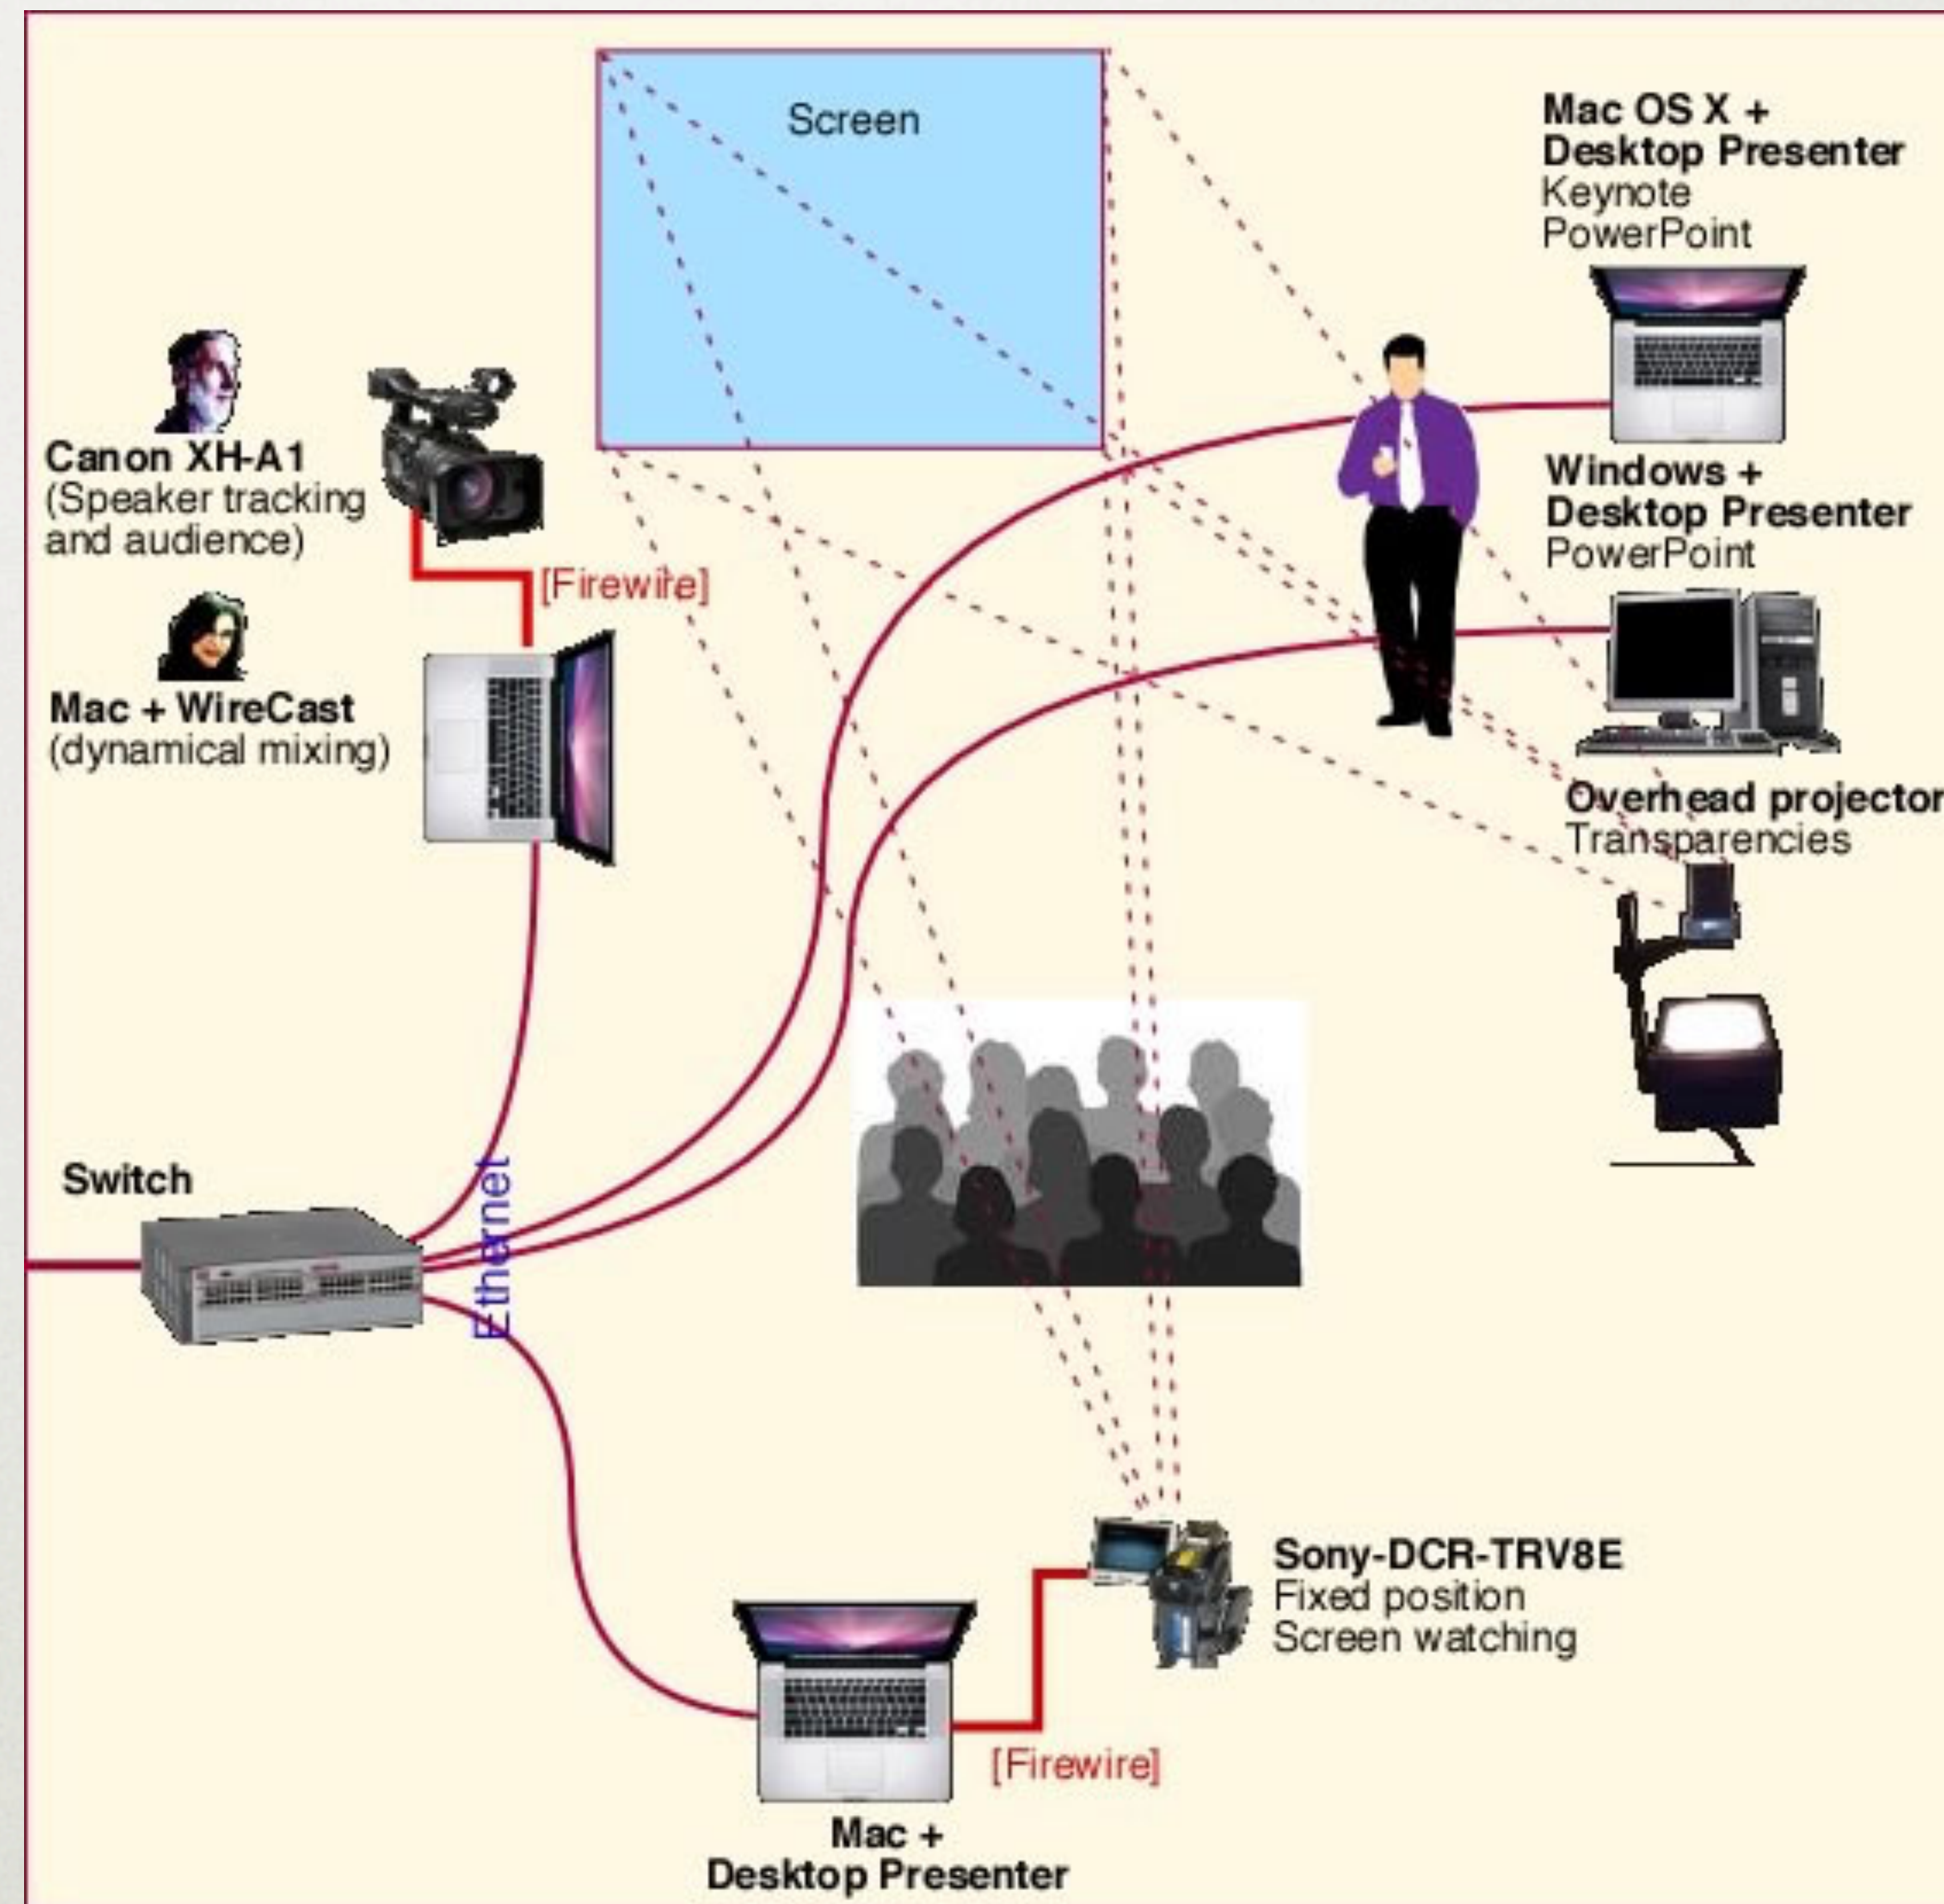 Screen
Mac OS X +
Desktop Presenter
Keynote
PowerPoint
Canon XH-A1
(Speaker tracking
and audience)
[Firewire]
Windows +
Desktop Presenter
PowerPoint
Mac + WireCast
(dynamical mixing)
Overhead projector
Transparencies
Switch
Ethernet
Sony-DCR-TRV8E
Fixed position
Screen watching
[Firewire]
Mac +
Desktop Presenter